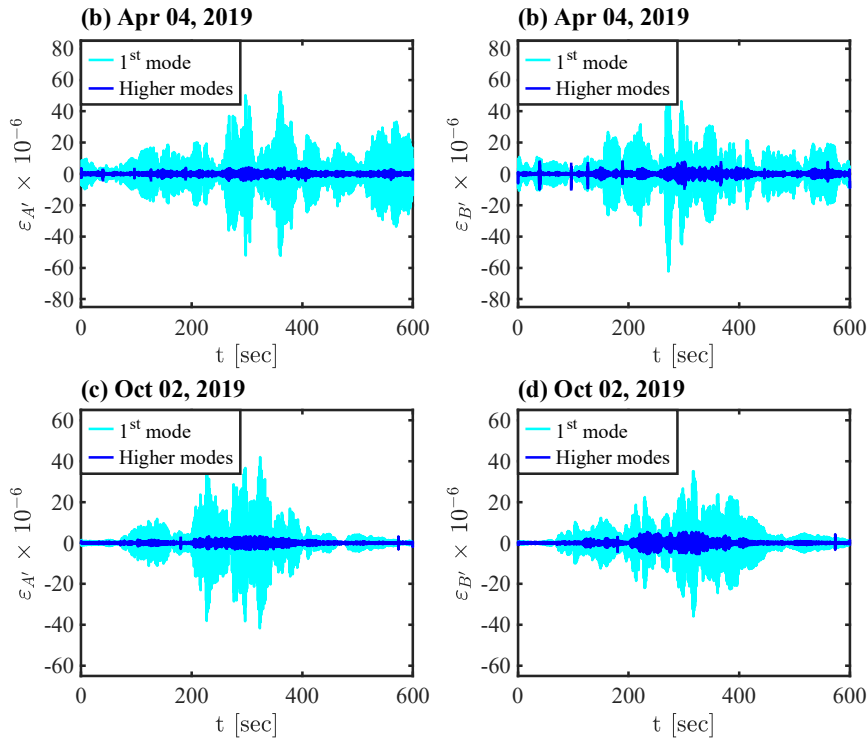 (b) Apr 04, 2019
80
60
40
20
0
-20
-40
-60
-80
ε_A′ × 10⁻⁶
1ˢᵗ mode
Higher modes
0 200 400 600
t [sec]
(b) Apr 04, 2019
80
60
40
20
0
-20
-40
-60
-80
ε_B′ × 10⁻⁶
1ˢᵗ mode
Higher modes
0 200 400 600
t [sec]
(c) Oct 02, 2019
60
40
20
0
-20
-40
-60
ε_A′ × 10⁻⁶
1ˢᵗ mode
Higher modes
0 200 400 600
t [sec]
(d) Oct 02, 2019
60
40
20
0
-20
-40
-60
ε_B′ × 10⁻⁶
1ˢᵗ mode
Higher modes
0 200 400 600
t [sec]